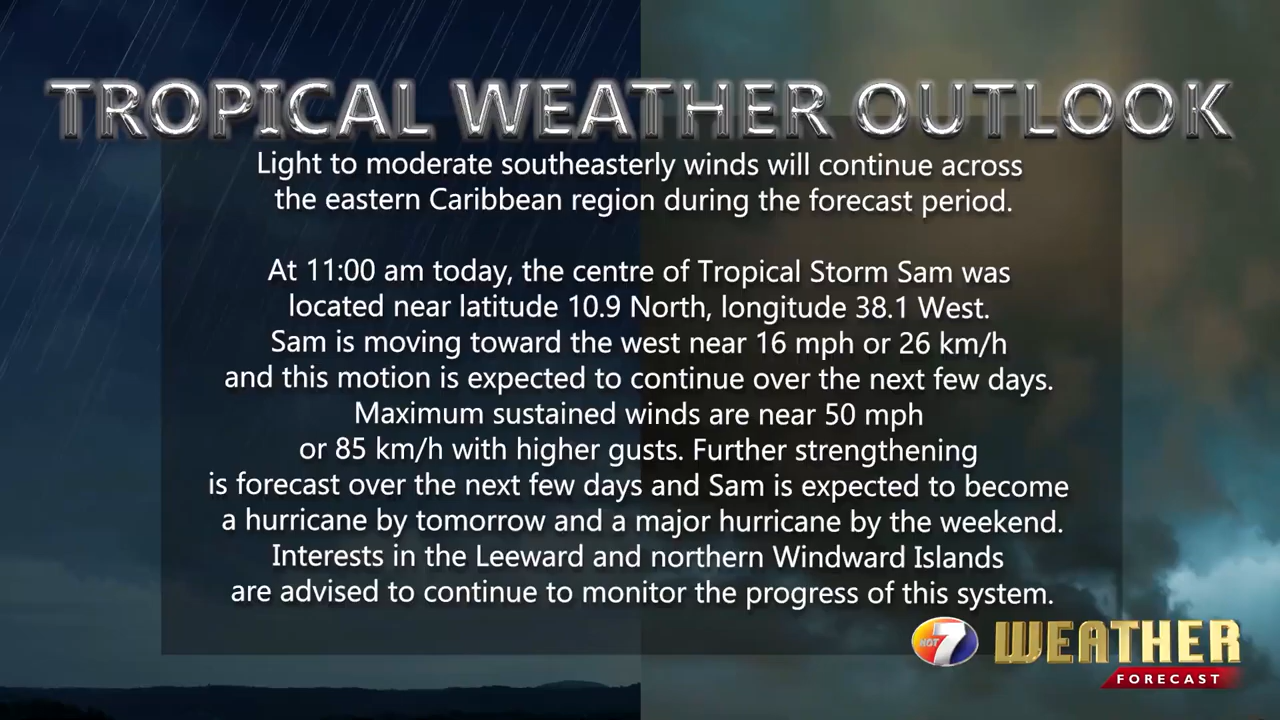 TROPICAL WEATHER OUTLOOK
Light to moderate southeasterly winds will continue across
the eastern Caribbean region during the forecast period.
At 11:00 am today, the centre of Tropical Storm Sam was
located near latitude 10.9 North, longitude 38.1 West.
Sam is moving toward the west near 16 mph or 26 km/h
and this motion is expected to continue over the next few days.
Maximum sustained winds are near 50 mph
or 85 km/h with higher gusts. Further strengthening
is forecast over the next few days and Sam is expected to become
a hurricane by tomorrow and a major hurricane by the weekend.
Interests in the Leeward and northern Windward Islands
are advised to continue to monitor the progress of this system.
HOT 7 WEATHER
FORECAST